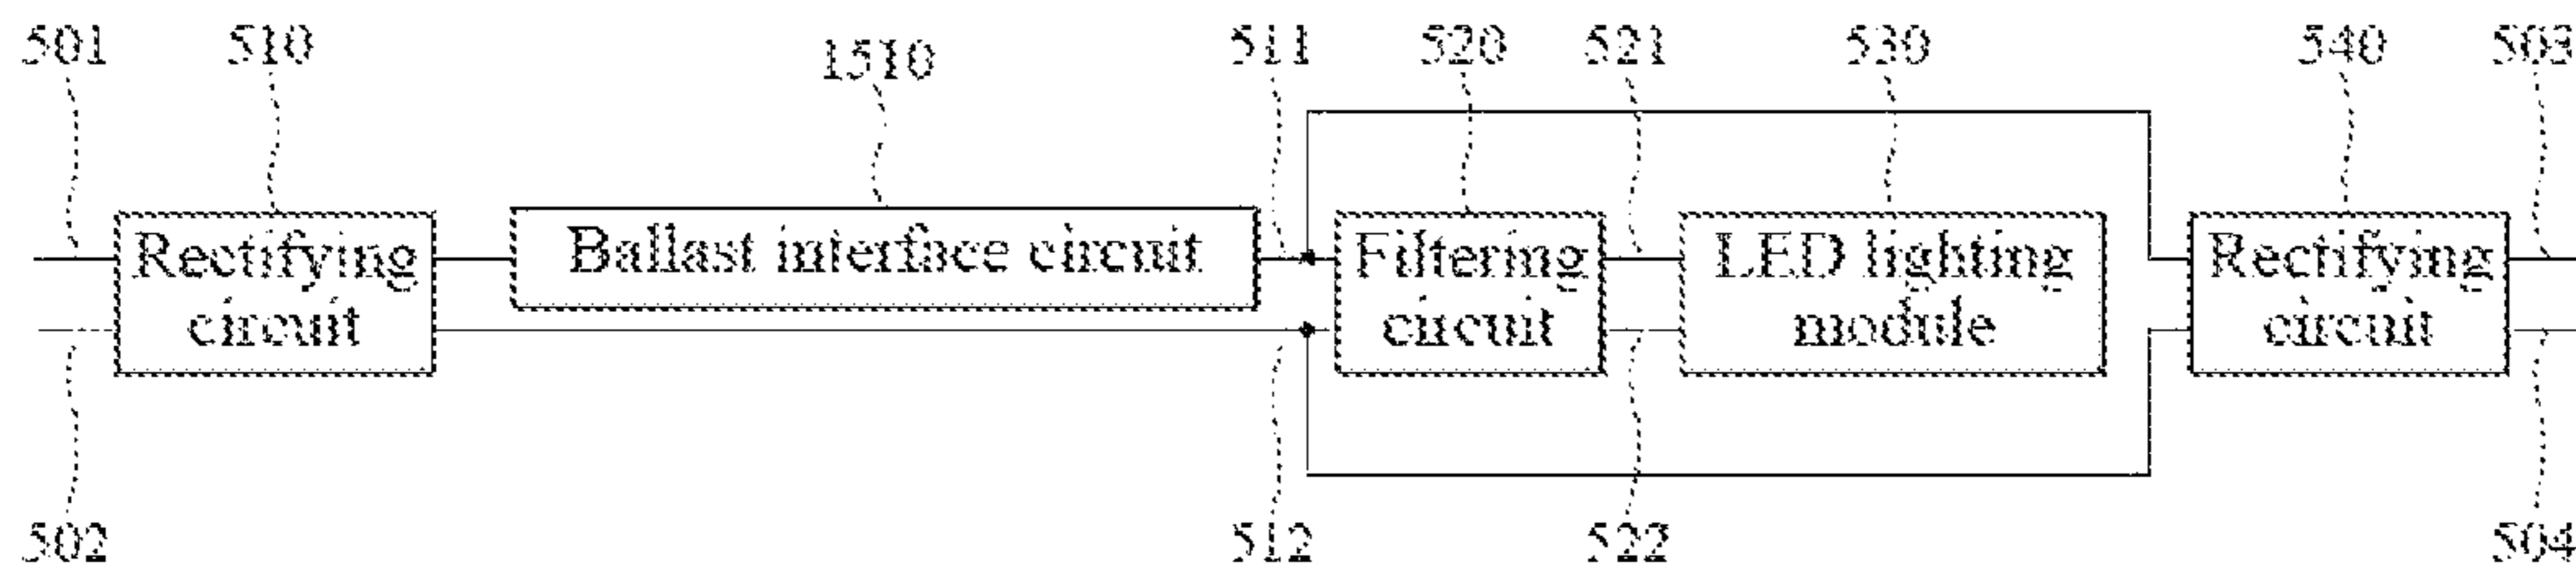 501 510 1510 511 520 521 530 540 503
Rectifying
circuit
Ballast interface circuit
Filtering
circuit
LED lighting
module
Rectifying
circuit
502 512 522 504